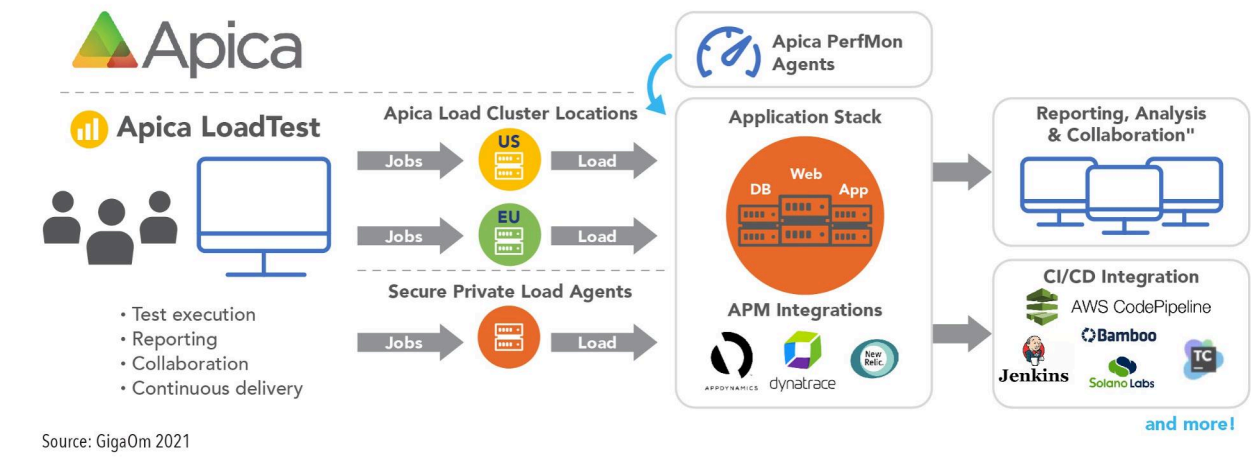 Apica
Apica PerfMon
Agents
Apica LoadTest
Apica Load Cluster Locations
Jobs
US
Load
Jobs
EU
Load
Secure Private Load Agents
Jobs
Load
• Test execution
• Reporting
• Collaboration
• Continuous delivery
Application Stack
Web
DB
App
APM Integrations
APPDYNAMICS
dynatrace
New
Relic.
Reporting, Analysis
& Collaboration"
CI/CD Integration
AWS CodePipeline
Bamboo
Jenkins
Solano Labs
TC
and more!
Source: GigaOm 2021